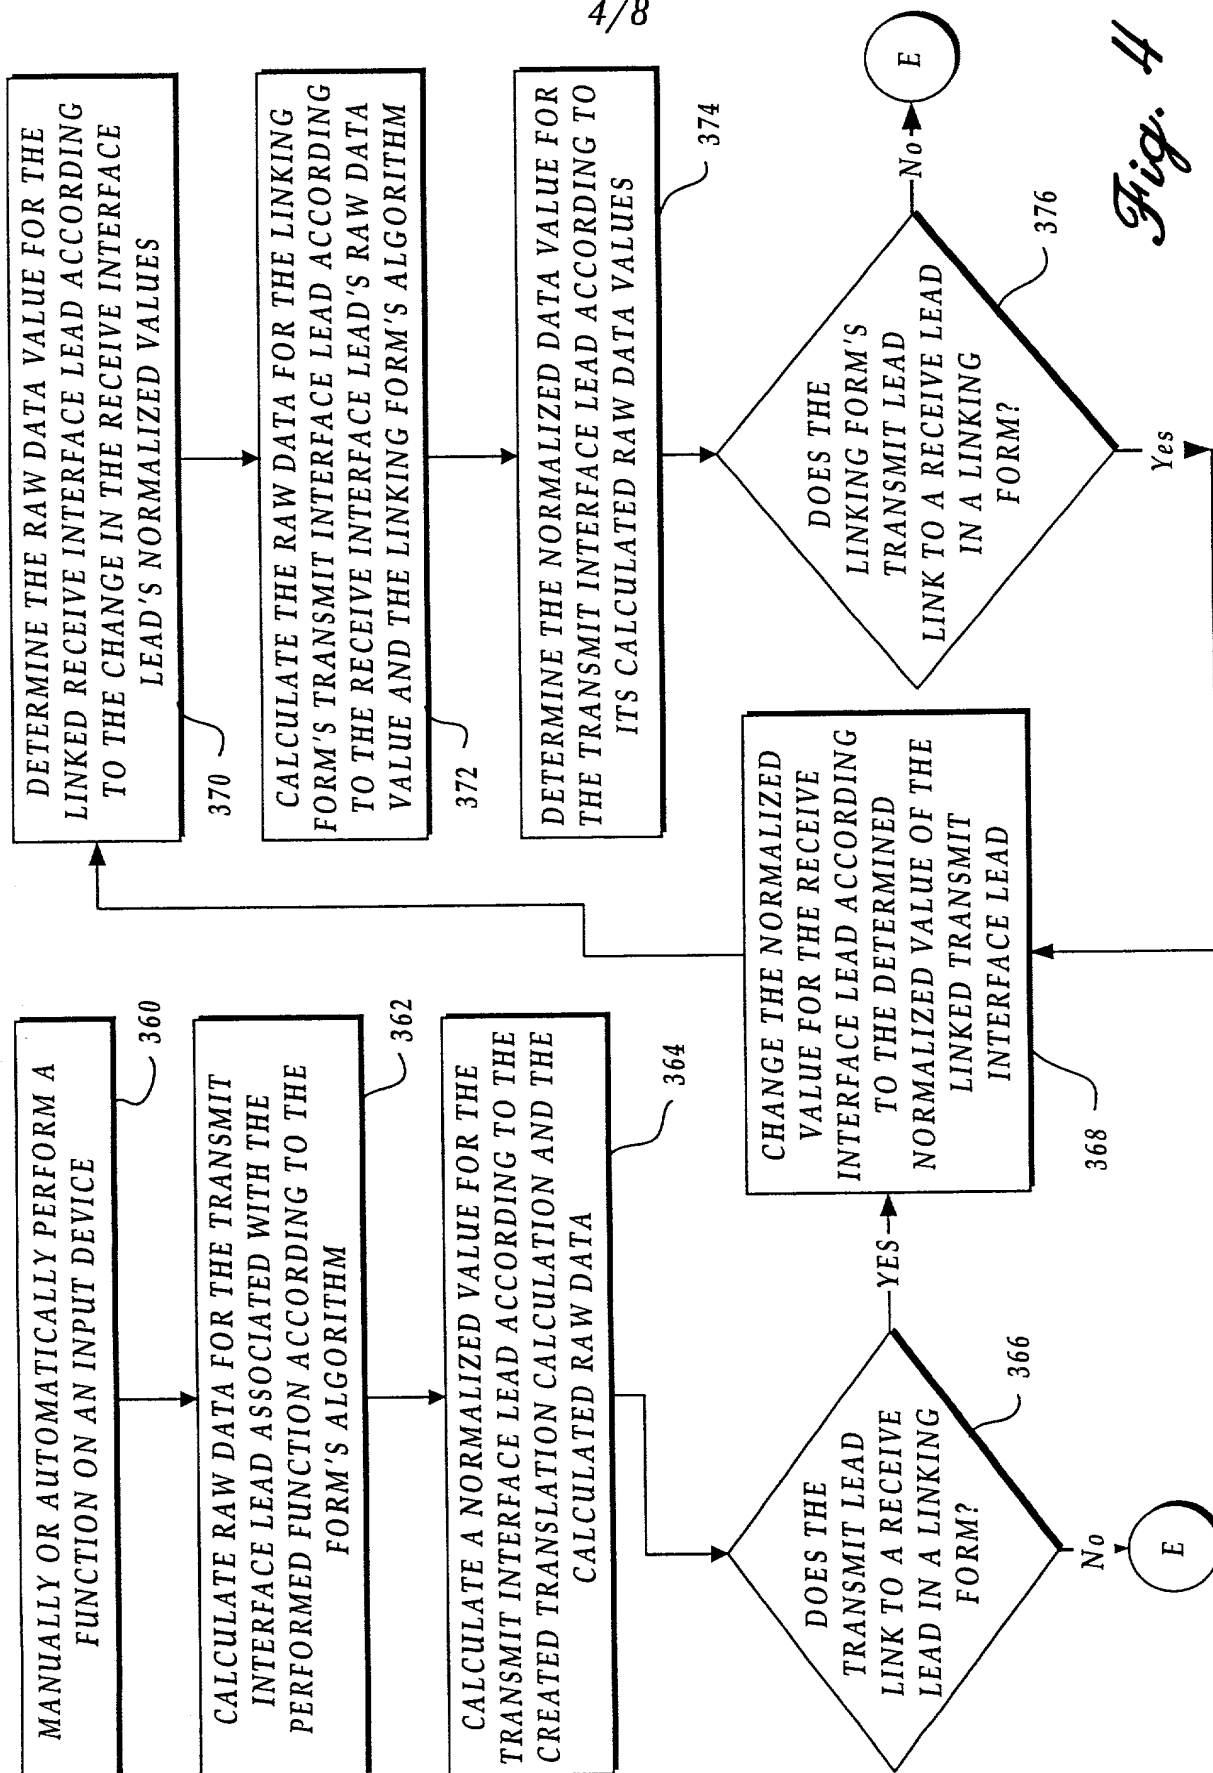 4/8
MANUALLY OR AUTOMATICALLY PERFORM A
FUNCTION ON AN INPUT DEVICE
360
CALCULATE RAW DATA FOR THE TRANSMIT
INTERFACE LEAD ASSOCIATED WITH THE
PERFORMED FUNCTION ACCORDING TO THE
FORM'S ALGORITHM
362
CALCULATE A NORMALIZED VALUE FOR THE
TRANSMIT INTERFACE LEAD ACCORDING TO THE
CREATED TRANSLATION CALCULATION AND THE
CALCULATED RAW DATA
364
DOES THE
TRANSMIT LEAD
LINK TO A RECEIVE
LEAD IN A LINKING
FORM?
366
No
E
YES
CHANGE THE NORMALIZED
VALUE FOR THE RECEIVE
INTERFACE LEAD ACCORDING
TO THE DETERMINED
NORMALIZED VALUE OF THE
LINKED TRANSMIT
INTERFACE LEAD
368
DETERMINE THE RAW DATA VALUE FOR THE
LINKED RECEIVE INTERFACE LEAD ACCORDING
TO THE CHANGE IN THE RECEIVE INTERFACE
LEAD'S NORMALIZED VALUES
370
CALCULATE THE RAW DATA FOR THE LINKING
FORM'S TRANSMIT INTERFACE LEAD ACCORDING
TO THE RECEIVE INTERFACE LEAD'S RAW DATA
VALUE AND THE LINKING FORM'S ALGORITHM
372
DETERMINE THE NORMALIZED DATA VALUE FOR
THE TRANSMIT INTERFACE LEAD ACCORDING TO
ITS CALCULATED RAW DATA VALUES
374
DOES THE
LINKING FORM'S
TRANSMIT LEAD
LINK TO A RECEIVE LEAD
IN A LINKING
FORM?
376
No
E
Yes
Fig. 4